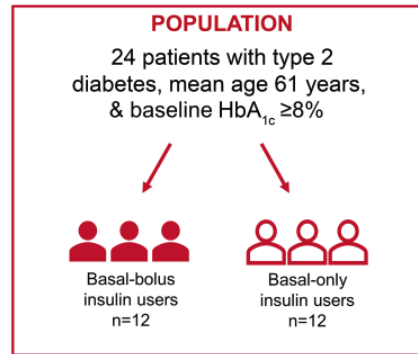 POPULATION
24 patients with type 2
diabetes, mean age 61 years,
& baseline HbA1c ≥8%
Basal-bolus
insulin users
n=12
Basal-only
insulin users
n=12